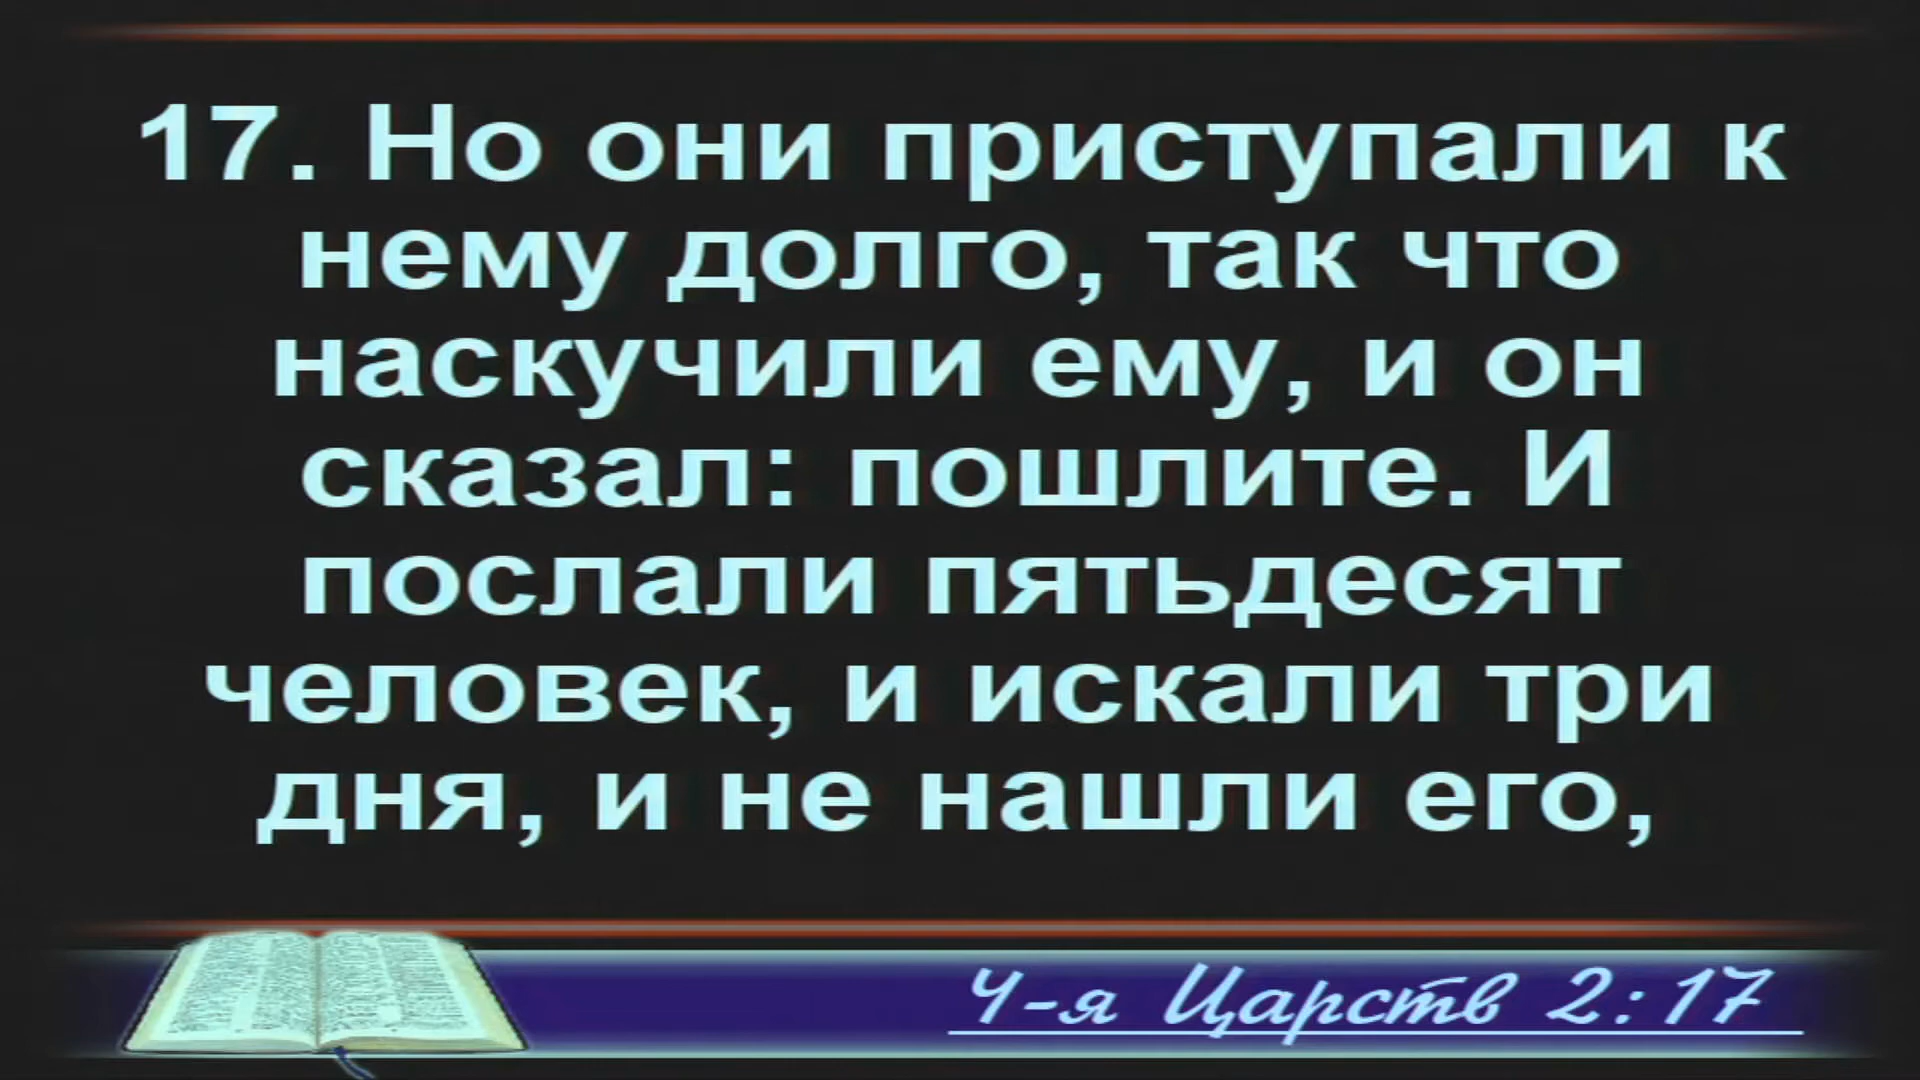 17. Но они приступали к
нему долго, так что
наскучили ему, и он
сказал: пошлите. И
послали пятьдесят
человек, и искали три
дня, и не нашли его,
4-я Царств 2:17